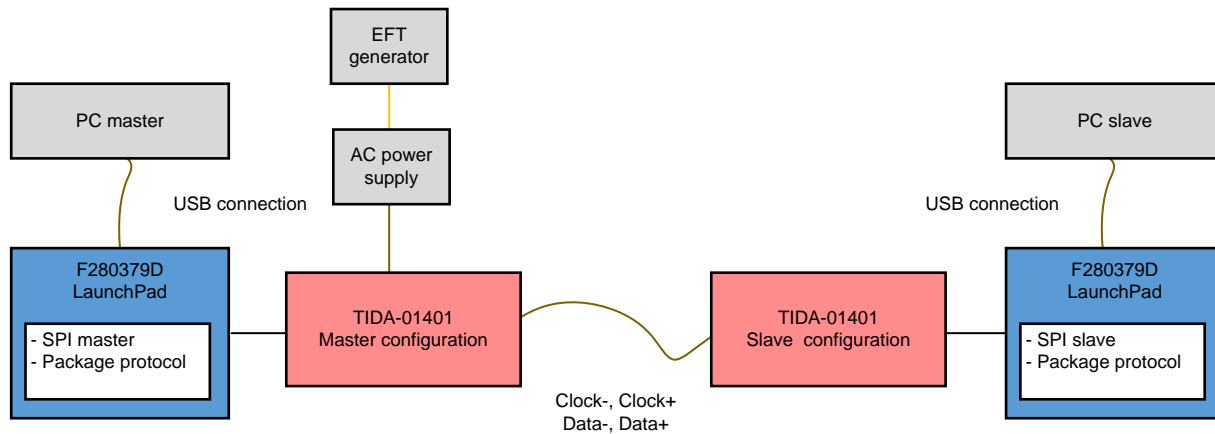 EFT
generator
PC master
PC slave
AC power
supply
USB connection
USB connection
F280379D
LaunchPad
- SPI master
- Package protocol
TIDA-01401
Master configuration
TIDA-01401
Slave configuration
F280379D
LaunchPad
- SPI slave
- Package protocol
Clock-, Clock+
Data-, Data+